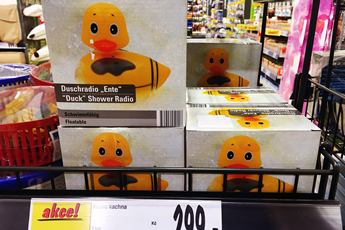 Duschradio „Ente"
"Duck" Shower Radio
Schwimmfähig
Floatable
akce!
kachna
Kč
299,-